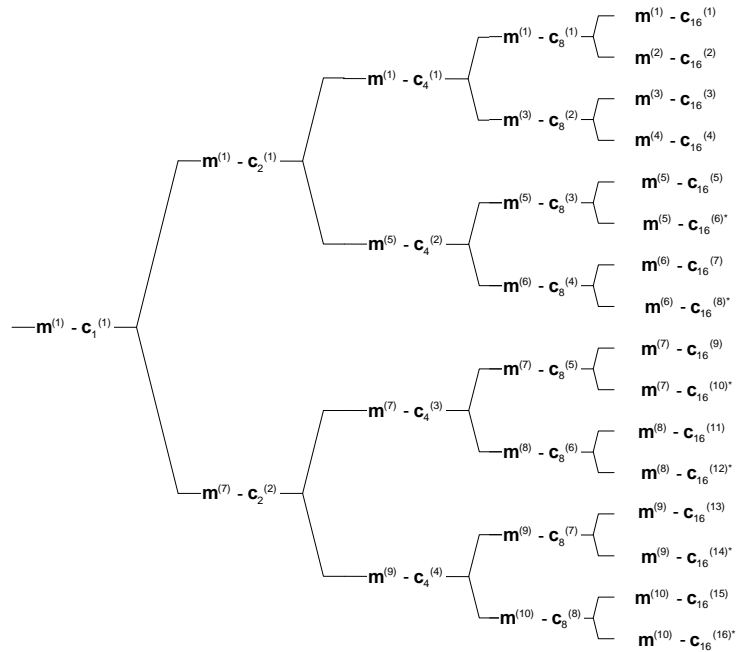 m(1) - c1(1)
m(1) - c2(1)
m(7) - c2(2)
m(1) - c4(1)
m(5) - c4(2)
m(7) - c4(3)
m(9) - c4(4)
m(1) - c8(1)
m(3) - c8(2)
m(5) - c8(3)
m(6) - c8(4)
m(7) - c8(5)
m(8) - c8(6)
m(9) - c8(7)
m(10) - c8(8)
m(1) - c16(1)
m(2) - c16(2)
m(3) - c16(3)
m(4) - c16(4)
m(5) - c16(5)
m(5) - c16(6)*
m(6) - c16(7)
m(6) - c16(8)*
m(7) - c16(9)
m(7) - c16(10)*
m(8) - c16(11)
m(8) - c16(12)*
m(9) - c16(13)
m(9) - c16(14)*
m(10) - c16(15)
m(10) - c16(16)*